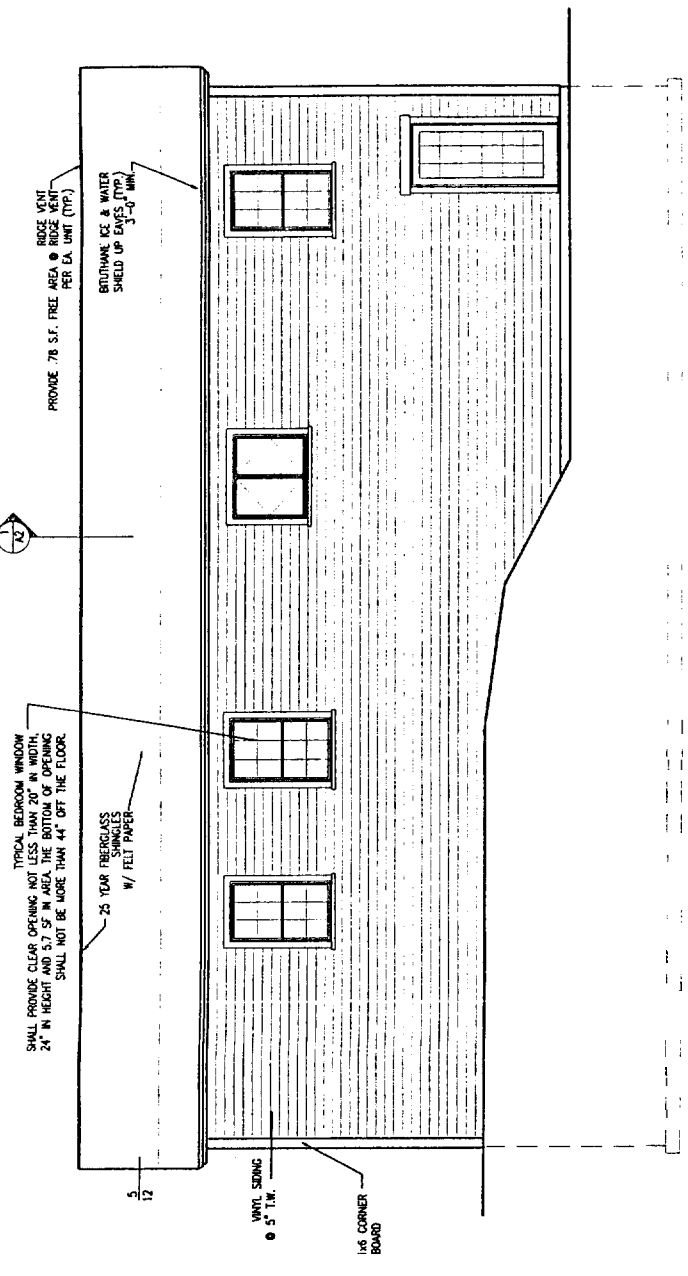 TYPICAL BEDROOM WINDOW
SHALL PROVIDE CLEAR OPENING NOT LESS THAN 20" IN WIDTH,
24" IN HEIGHT AND 5.7 SF IN AREA. THE BOTTOM OF OPENING
SHALL NOT BE MORE THAN 44" OFF THE FLOOR.
25 YEAR FIBERGLASS
SHINGLES
W/ FELT PAPER
5
12
VINYL SIDING
@ 5" T.W.
1x6 CORNER
BOARD
1
A2
RIDGE VENT
PROVIDE .78 S.F. FREE AREA @ RIDGE VENT
PER EA. UNIT (TYP.)
BITUTHANE ICE & WATER
SHIELD UP EAVES (TYP.)
3'-0" MIN.